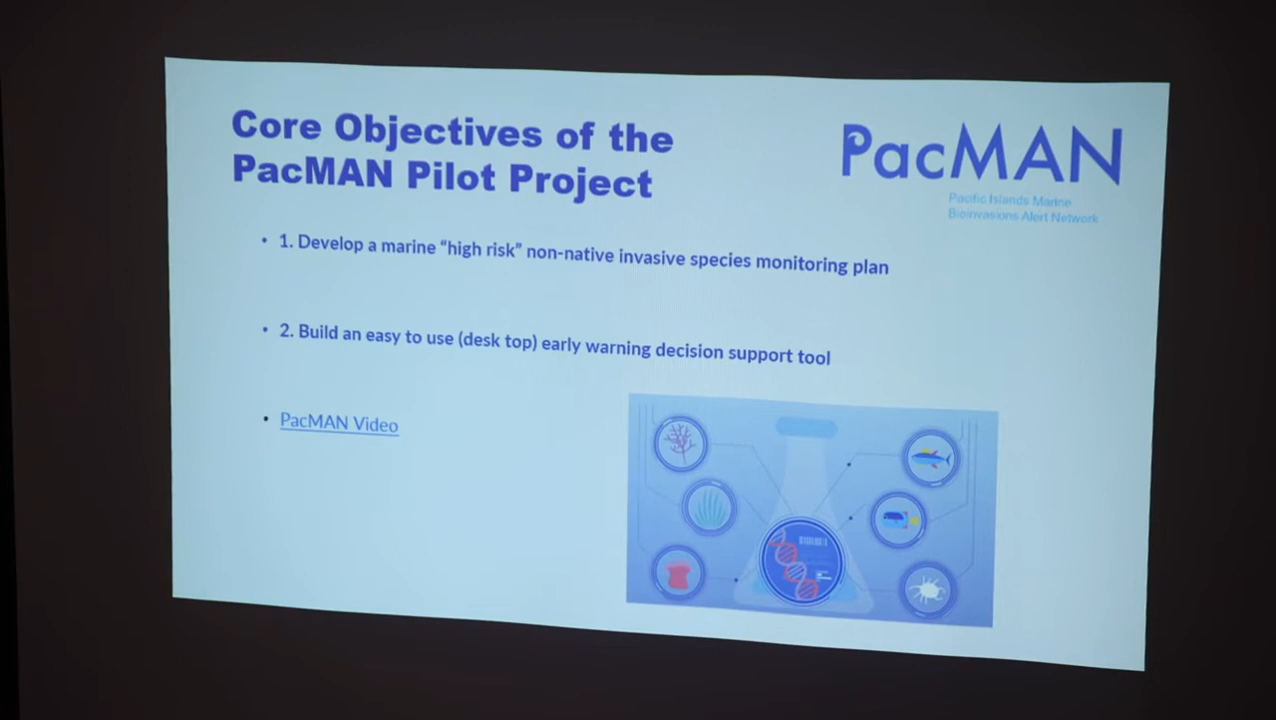 Core Objectives of the
PacMAN Pilot Project
PacMAN
Pacific Islands Marine
Bioinvasions Alert Network
• 1. Develop a marine “high risk” non-native invasive species monitoring plan
• 2. Build an easy to use (desk top) early warning decision support tool
• PacMAN Video